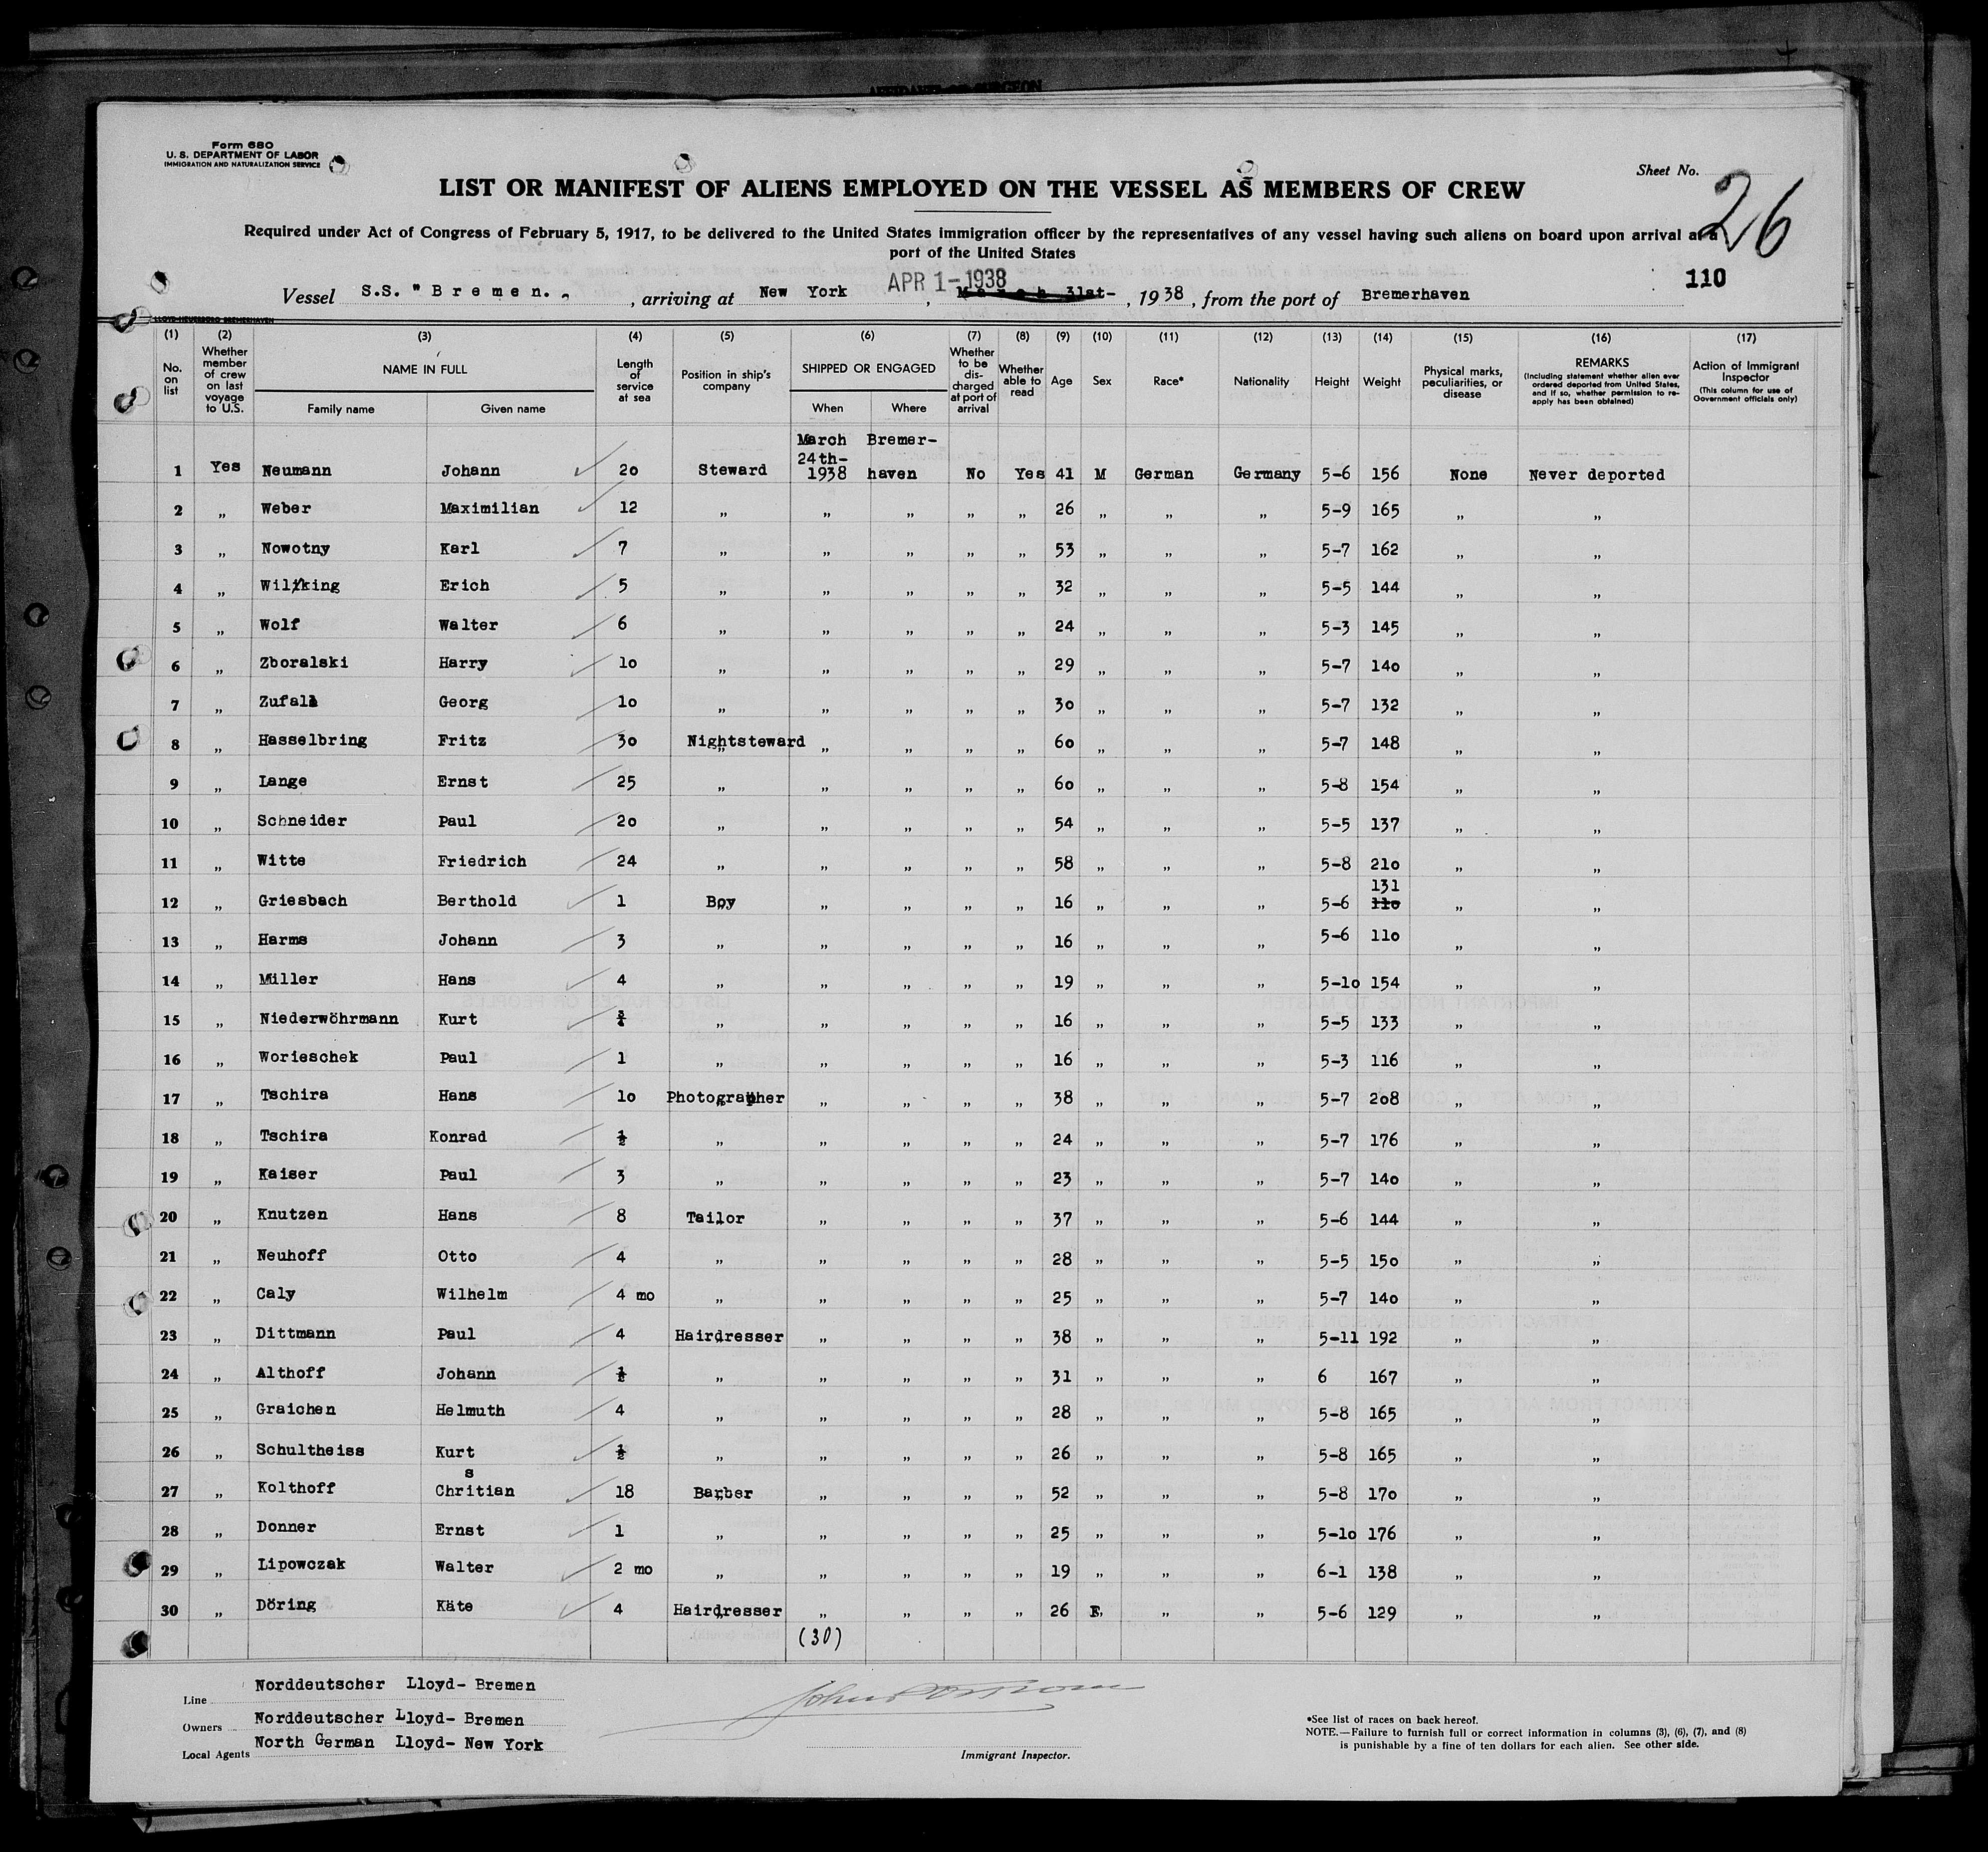 AFFIDAVIT OF SURGEON
Form 680
U. S. DEPARTMENT OF LABOR
IMMIGRATION AND NATURALIZATION SERVICE
Sheet No. 26
LIST OR MANIFEST OF ALIENS EMPLOYED ON THE VESSEL AS MEMBERS OF CREW
Required under Act of Congress of February 5, 1917, to be delivered to the United States immigration officer by the representatives of any vessel having such aliens on board upon arrival at a
port of the United States
110
APR 1-1938
Vessel S.S. "Bremen.„ , arriving at New York , March 31st- , 1938, from the port of Bremerhaven
LLOYD-HEUERBÜRO BREMERHAVEN
(1) (2) (3) (4) (5) (6) (7) (8) (9) (10) (11) (12) (13) (14) (15) (16) (17)
No. on list Whether member of crew on last voyage to U.S. NAME IN FULL Family name Given name Length of service at sea Position in ship's company SHIPPED OR ENGAGED When Where Whether to be discharged at port of arrival Whether able to read Age Sex Race* Nationality Height Weight Physical marks, peculiarities, or disease REMARKS (Including statement whether alien ever ordered deported from United States, and if so, whether permission to re-apply has been obtained) Action of Immigrant Inspector (This column for use of Government officials only)
March Bremer-
24th-
1 Yes Neumann Johann 20 Steward 1938 haven No Yes 41 M German Germany 5-6 156 None Never deported
2 „ Weber Maximilian 12 „ „ „ „ „ 26 „ „ „ 5-9 165 „ „
3 „ Nowotny Karl 7 „ „ „ „ „ 53 „ „ „ 5-7 162 „ „
4 „ Wilking Erich 5 „ „ „ „ „ 32 „ „ „ 5-5 144 „ „
5 „ Wolf Walter 6 „ „ „ „ „ 24 „ „ „ 5-3 145 „ „
6 „ Zboralski Harry 10 „ „ „ „ „ 29 „ „ „ 5-7 140 „ „
7 „ Zufall Georg 10 „ „ „ „ „ 30 „ „ „ 5-7 132 „ „
8 „ Hasselbring Fritz 30 Nightsteward „ „ „ „ 60 „ „ „ 5-7 148 „ „
9 „ Lange Ernst 25 „ „ „ „ „ 60 „ „ „ 5-8 154 „ „
10 „ Schneider Paul 20 „ „ „ „ „ 54 „ „ „ 5-5 137 „ „
11 „ Witte Friedrich 24 „ „ „ „ „ 58 „ „ „ 5-8 210 „ „
131
12 „ Griesbach Berthold 1 Boy „ „ „ „ 16 „ „ „ 5-6 110 „ „
13 „ Harms Johann 3 „ „ „ „ „ 16 „ „ „ 5-6 110 „ „
14 „ Miller Hans 4 „ „ „ „ „ 19 „ „ „ 5-10 154 „ „
15 „ Niederwöhrmann Kurt „ „ „ „ „ 16 „ „ „ 5-5 133 „ „
16 „ Worieschek Paul 1 „ „ „ „ „ 16 „ „ „ 5-3 116 „ „
17 „ Tschira Hans 10 Photographer „ „ „ „ 38 „ „ „ 5-7 208 „ „
18 „ Tschira Konrad ½ „ „ „ „ „ 24 „ „ „ 5-7 176 „ „
19 „ Kaiser Paul 3 „ „ „ „ „ 23 „ „ „ 5-7 140 „ „
20 „ Knutzen Hans 8 Tailor „ „ „ „ 37 „ „ „ 5-6 144 „ „
21 „ Neuhoff Otto 4 „ „ „ „ „ 28 „ „ „ 5-5 150 „ „
22 „ Caly Wilhelm 4 mo „ „ „ „ „ 25 „ „ „ 5-7 140 „ „
23 „ Dittmann Paul 4 Hairdresser „ „ „ „ 38 „ „ „ 5-11 192 „ „
24 „ Althoff Johann ½ „ „ „ „ „ 31 „ „ „ 6 167 „ „
25 „ Graichen Helmuth 4 „ „ „ „ „ 28 „ „ „ 5-8 165 „ „
26 „ Schultheiss Kurt ½ „ „ „ „ „ 26 „ „ „ 5-8 165 „ „
s
27 „ Kolthoff Chritian 18 Barber „ „ „ „ 52 „ „ „ 5-8 170 „ „
28 „ Donner Ernst 1 „ „ „ „ „ 25 „ „ „ 5-10 176 „ „
29 „ Lipowczak Walter 2 mo „ „ „ „ „ 19 „ „ „ 6-1 138 „ „
30 „ Döring Käte 4 Hairdresser „ „ „ „ 26 F „ „ 5-6 129 „ „
(30)
Line Norddeutscher Lloyd- Bremen
Owners Norddeutscher Lloyd- Bremen
Local Agents North German Lloyd- New York
Immigrant Inspector.
*See list of races on back hereof.
NOTE.—Failure to furnish full or correct information in columns (3), (6), (7), and (8)
is punishable by a fine of ten dollars for each alien. See other side.